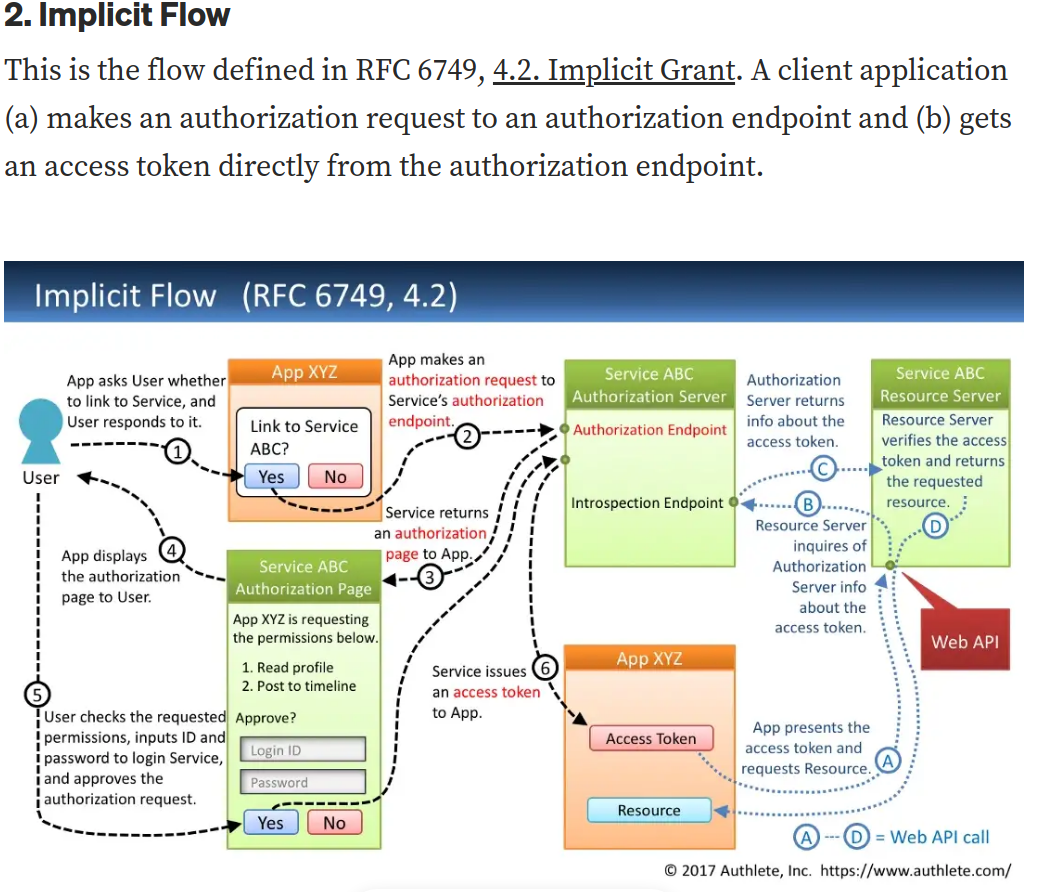 2. Implicit Flow
This is the flow defined in RFC 6749, 4.2. Implicit Grant. A client application
(a) makes an authorization request to an authorization endpoint and (b) gets
an access token directly from the authorization endpoint.
Implicit Flow (RFC 6749, 4.2)
App asks User whether
to link to Service, and
User responds to it.
1
User
App XYZ
Link to Service
ABC?
Yes
No
App makes an
authorization request to
Service's authorization
endpoint.
2
Service ABC
Authorization Server
Authorization Endpoint
Introspection Endpoint
Authorization
Server returns
info about the
access token.
C
B
Resource Server
inquires of
Authorization
Server info
about the
access token.
Service ABC
Resource Server
Resource Server
verifies the access
token and returns
the requested
resource.
D
Web API
Service returns
an authorization
page to App.
3
App displays
the authorization
page to User.
4
Service ABC
Authorization Page
App XYZ is requesting
the permissions below.
1. Read profile
2. Post to timeline
Approve?
Login ID
Password
Yes
No
5
User checks the requested
permissions, inputs ID and
password to login Service,
and approves the
authorization request.
Service issues
an access token
to App.
6
App XYZ
Access Token
Resource
App presents the
access token and
requests Resource.
A
A --- D = Web API call
© 2017 Authlete, Inc. https://www.authlete.com/